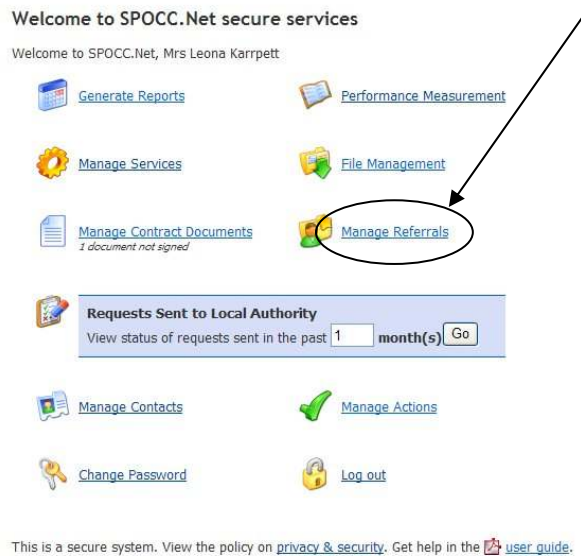 Welcome to SPOCC.Net secure services
Welcome to SPOCC.Net, Mrs Leona Karrpett
Generate Reports
Performance Measurement
Manage Services
File Management
Manage Contract Documents
1 document not signed
Manage Referrals
Requests Sent to Local Authority
View status of requests sent in the past 1 month(s) Go
Manage Contacts
Manage Actions
Change Password
Log out
This is a secure system. View the policy on privacy & security. Get help in the user guide.